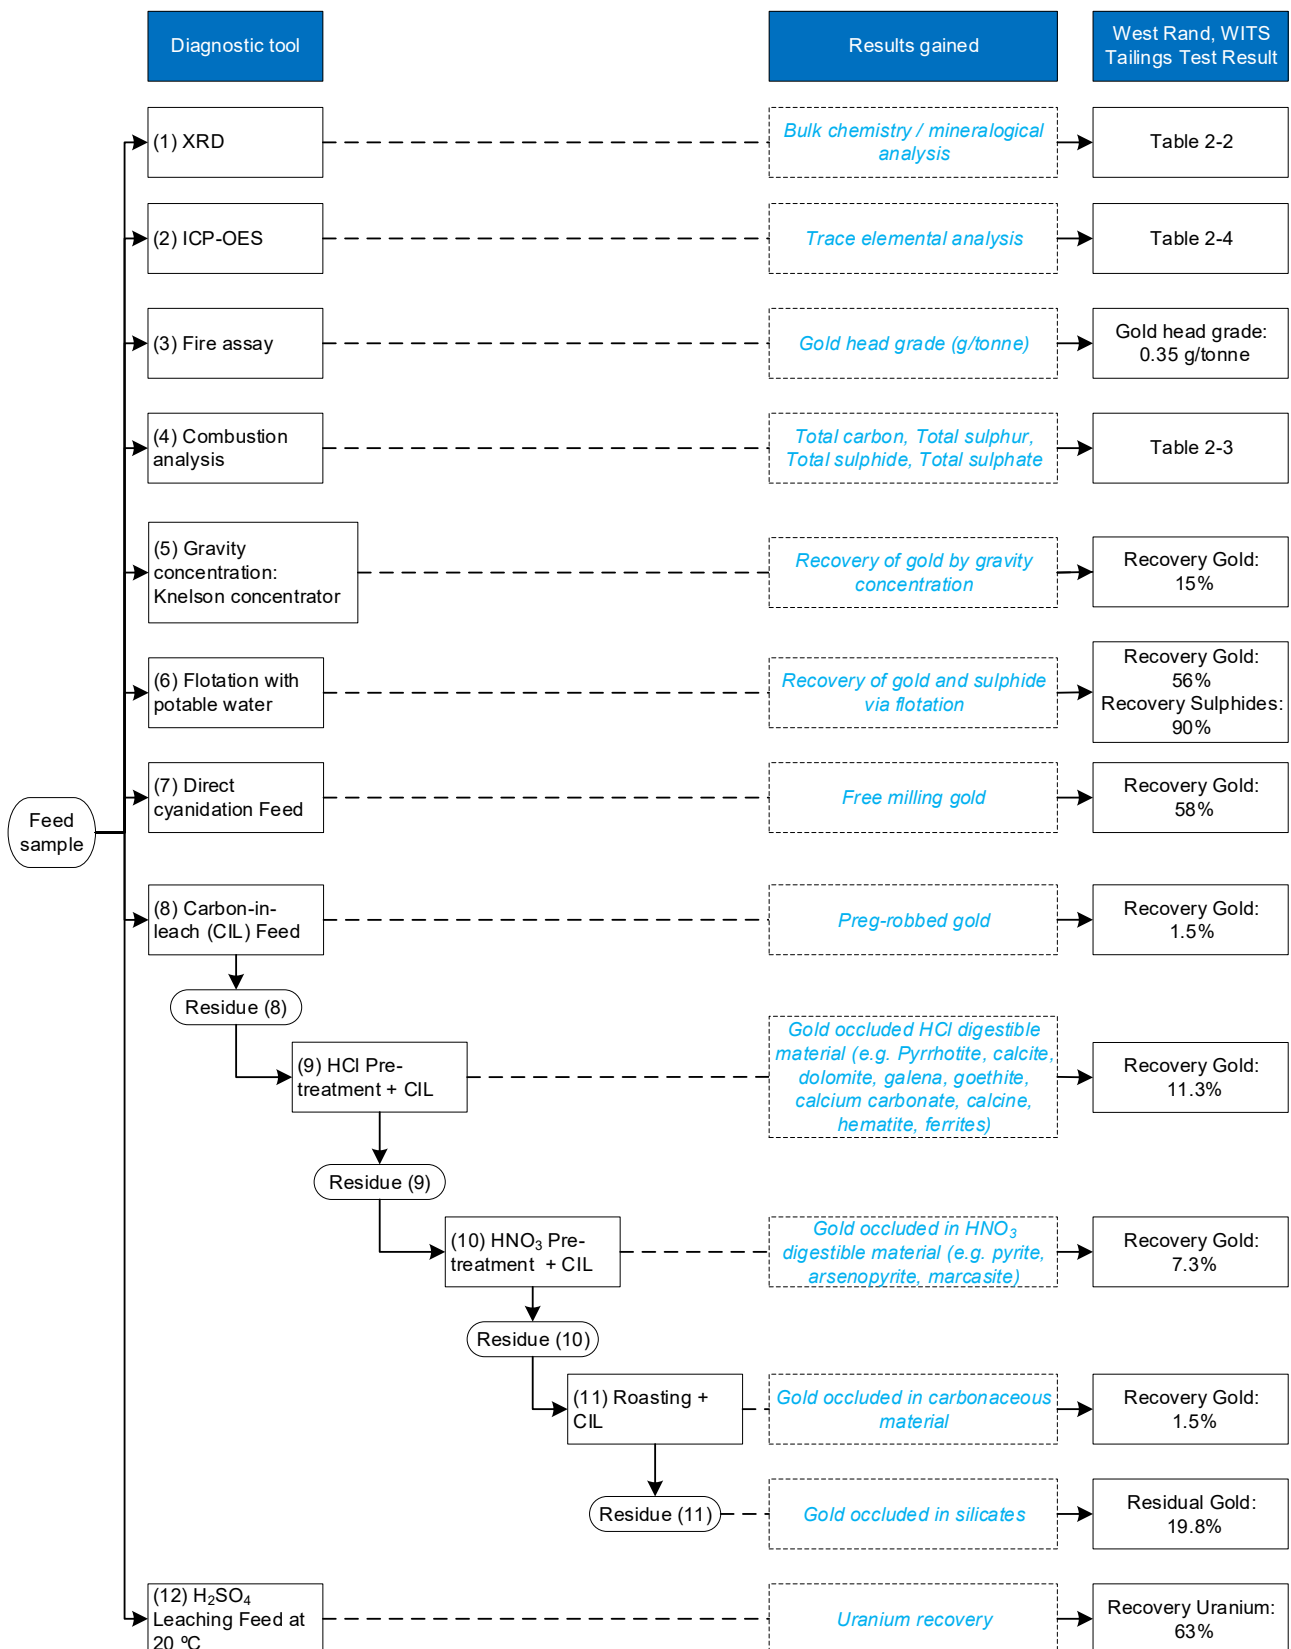 Diagnostic tool
Results gained
West Rand, WITS
Tailings Test Result
(1) XRD
Bulk chemistry / mineralogical
analysis
Table 2-2
(2) ICP-OES
Trace elemental analysis
Table 2-4
(3) Fire assay
Gold head grade (g/tonne)
Gold head grade:
0.35 g/tonne
(4) Combustion
analysis
Total carbon, Total sulphur,
Total sulphide, Total sulphate
Table 2-3
(5) Gravity
concentration:
Knelson concentrator
Recovery of gold by gravity
concentration
Recovery Gold:
15%
(6) Flotation with
potable water
Recovery of gold and sulphide
via flotation
Recovery Gold:
56%
Recovery Sulphides:
90%
(7) Direct
cyanidation Feed
Free milling gold
Recovery Gold:
58%
Feed
sample
(8) Carbon-in-
leach (CIL) Feed
Preg-robbed gold
Recovery Gold:
1.5%
Residue (8)
(9) HCl Pre-
treatment + CIL
Gold occluded HCl digestible
material (e.g. Pyrrhotite, calcite,
dolomite, galena, goethite,
calcium carbonate, calcine,
hematite, ferrites)
Recovery Gold:
11.3%
Residue (9)
(10) HNO₃ Pre-
treatment + CIL
Gold occluded in HNO₃
digestible material (e.g. pyrite,
arsenopyrite, marcasite)
Recovery Gold:
7.3%
Residue (10)
(11) Roasting +
CIL
Gold occluded in carbonaceous
material
Recovery Gold:
1.5%
Residue (11)
Gold occluded in silicates
Residual Gold:
19.8%
(12) H₂SO₄
Leaching Feed at
20 ºC
Uranium recovery
Recovery Uranium:
63%